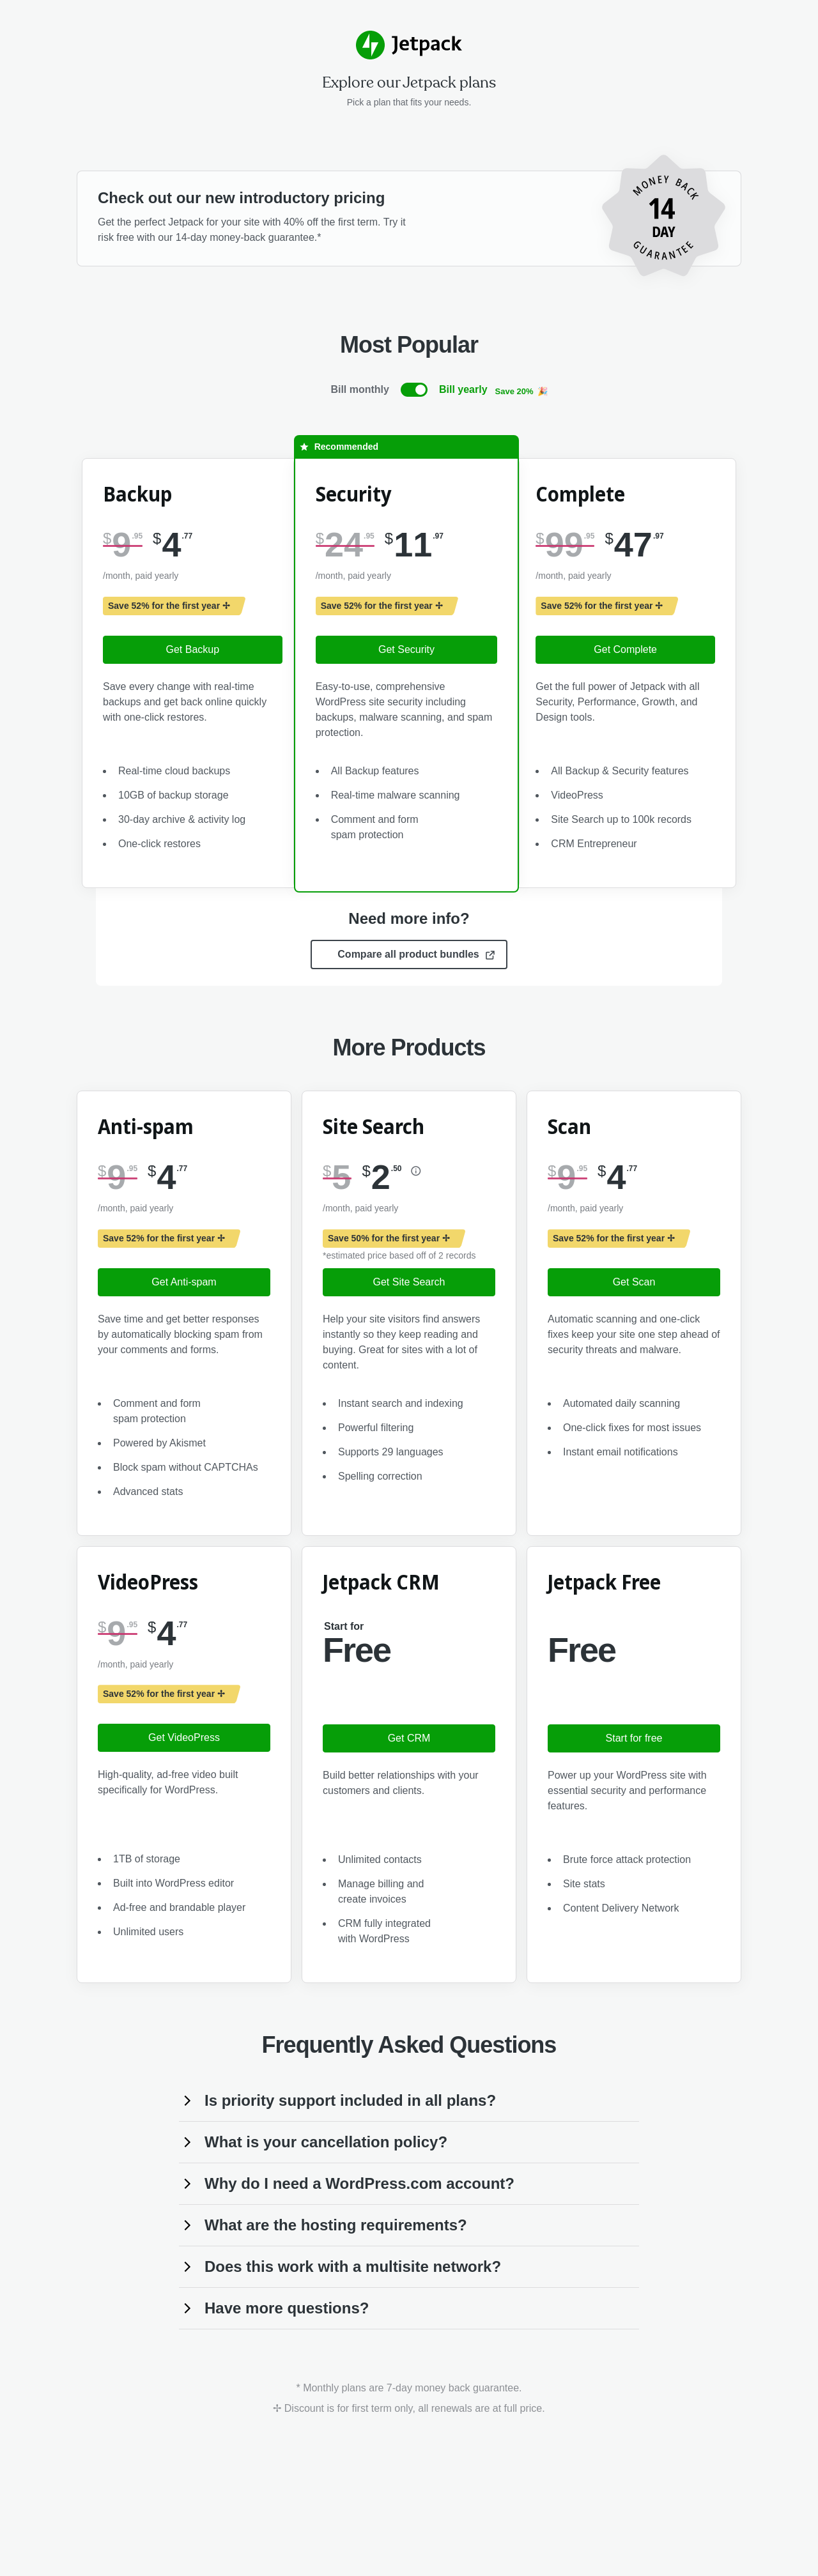 Jetpack
Explore our Jetpack plans
Pick a plan that fits your needs.
Check out our new introductory pricing
Get the perfect Jetpack for your site with 40% off the first term. Try it
risk free with our 14-day money-back guarantee.*
MONEY BACK
14
DAY
GUARANTEE
Most Popular
Bill monthly Bill yearly Save 20% 🎉
Recommended
Backup
$9.95 $4.77
/month, paid yearly
Save 52% for the first year ✢
Get Backup
Save every change with real-time
backups and get back online quickly
with one-click restores.
• Real-time cloud backups
• 10GB of backup storage
• 30-day archive & activity log
• One-click restores
Security
$24.95 $11.97
/month, paid yearly
Save 52% for the first year ✢
Get Security
Easy-to-use, comprehensive
WordPress site security including
backups, malware scanning, and spam
protection.
• All Backup features
• Real-time malware scanning
• Comment and form
spam protection
Complete
$99.95 $47.97
/month, paid yearly
Save 52% for the first year ✢
Get Complete
Get the full power of Jetpack with all
Security, Performance, Growth, and
Design tools.
• All Backup & Security features
• VideoPress
• Site Search up to 100k records
• CRM Entrepreneur
Need more info?
Compare all product bundles
More Products
Anti-spam
$9.95 $4.77
/month, paid yearly
Save 52% for the first year ✢
Get Anti-spam
Save time and get better responses
by automatically blocking spam from
your comments and forms.
• Comment and form
spam protection
• Powered by Akismet
• Block spam without CAPTCHAs
• Advanced stats
Site Search
$5 $2.50
/month, paid yearly
Save 50% for the first year ✢
*estimated price based off of 2 records
Get Site Search
Help your site visitors find answers
instantly so they keep reading and
buying. Great for sites with a lot of
content.
• Instant search and indexing
• Powerful filtering
• Supports 29 languages
• Spelling correction
Scan
$9.95 $4.77
/month, paid yearly
Save 52% for the first year ✢
Get Scan
Automatic scanning and one-click
fixes keep your site one step ahead of
security threats and malware.
• Automated daily scanning
• One-click fixes for most issues
• Instant email notifications
VideoPress
$9.95 $4.77
/month, paid yearly
Save 52% for the first year ✢
Get VideoPress
High-quality, ad-free video built
specifically for WordPress.
• 1TB of storage
• Built into WordPress editor
• Ad-free and brandable player
• Unlimited users
Jetpack CRM
Start for
Free
Get CRM
Build better relationships with your
customers and clients.
• Unlimited contacts
• Manage billing and
create invoices
• CRM fully integrated
with WordPress
Jetpack Free
Free
Start for free
Power up your WordPress site with
essential security and performance
features.
• Brute force attack protection
• Site stats
• Content Delivery Network
Frequently Asked Questions
Is priority support included in all plans?
What is your cancellation policy?
Why do I need a WordPress.com account?
What are the hosting requirements?
Does this work with a multisite network?
Have more questions?
* Monthly plans are 7-day money back guarantee.
✢ Discount is for first term only, all renewals are at full price.